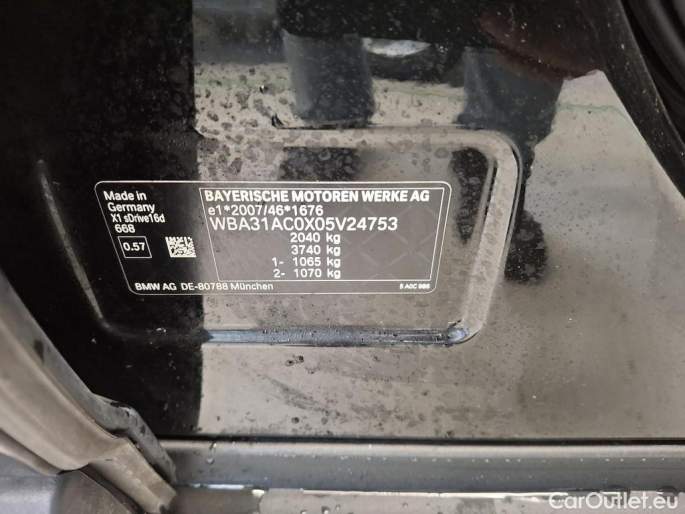 Made in
Germany
X1 sDrive16d
668
0.57
BAYERISCHE MOTOREN WERKE AG
e1*2007/46*1676
WBA31AC0X05V24753
2040 kg
3740 kg
1- 1065 kg
2- 1070 kg
BMW AG DE-80788 München
CarOutlet.eu